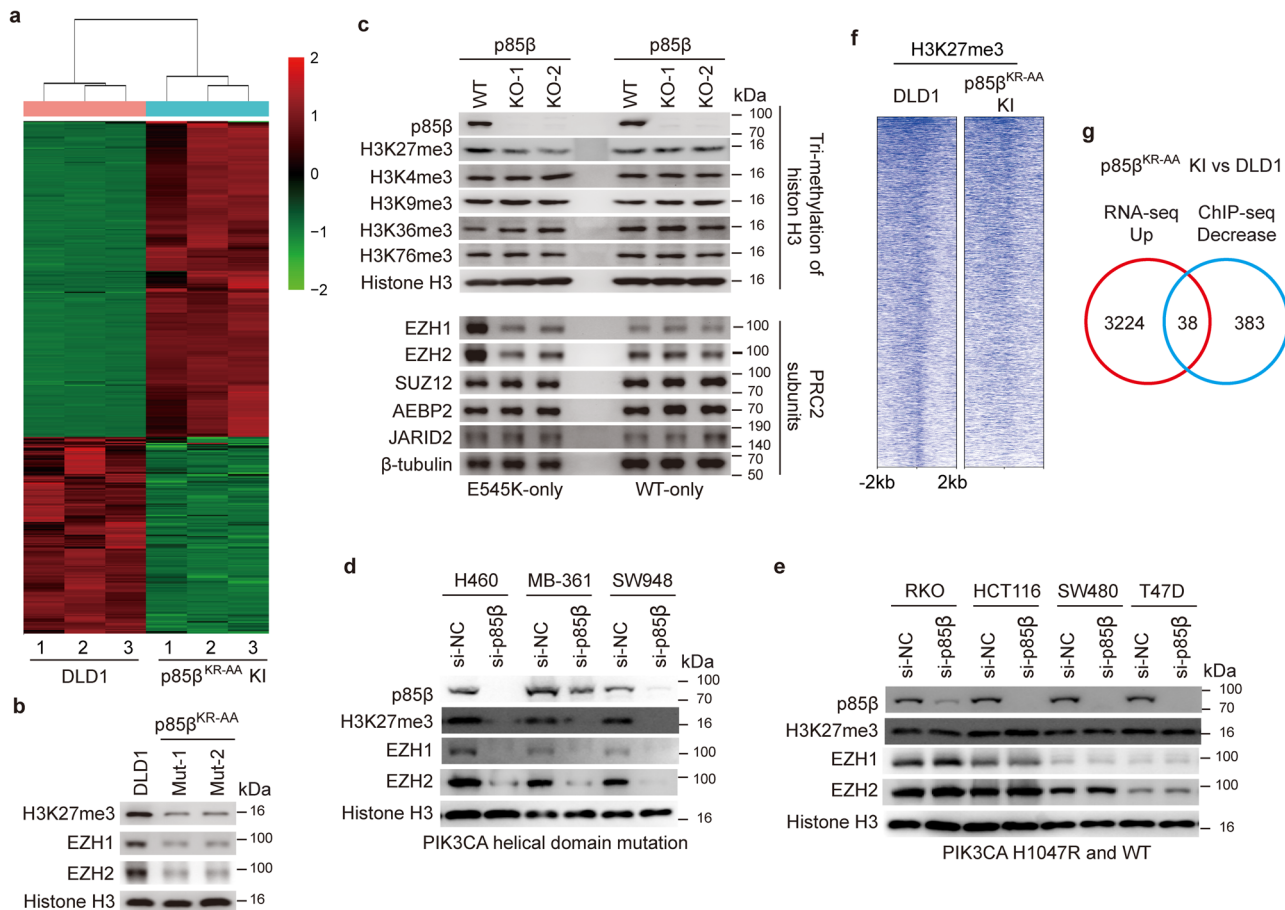 a
2
1
0
−1
−2
1 2 3 1 2 3
DLD1 p85β^KR-AA KI
b
p85β^KR-AA
DLD1 Mut-1 Mut-2 kDa
H3K27me3 16
EZH1 100
EZH2 100
Histone H3 16
c
p85β p85β
WT KO-1 KO-2 WT KO-1 KO-2 kDa
p85β 100
70
H3K27me3 16
H3K4me3 16
H3K9me3 16
H3K36me3 16
H3K76me3 16
Histone H3 16
Tri-methylation of
histon H3
EZH1 100
EZH2 100
SUZ12 100
70
AEBP2 70
190
JARID2 140
β-tubulin 70
50
PRC2
subunits
E545K-only WT-only
d
H460 MB-361 SW948
si-NC si-p85β si-NC si-p85β si-NC si-p85β kDa
p85β 100
70
H3K27me3 16
EZH1 100
EZH2 100
Histone H3 16
PIK3CA helical domain mutation
e
RKO HCT116 SW480 T47D
si-NC si-p85β si-NC si-p85β si-NC si-p85β si-NC si-p85β kDa
p85β 100
70
H3K27me3 16
EZH1 100
EZH2 100
Histone H3 16
PIK3CA H1047R and WT
f
H3K27me3
DLD1 p85β^KR-AA
KI
-2kb 2kb
g
p85β^KR-AA KI vs DLD1
RNA-seq ChIP-seq
Up Decrease
3224 38 383